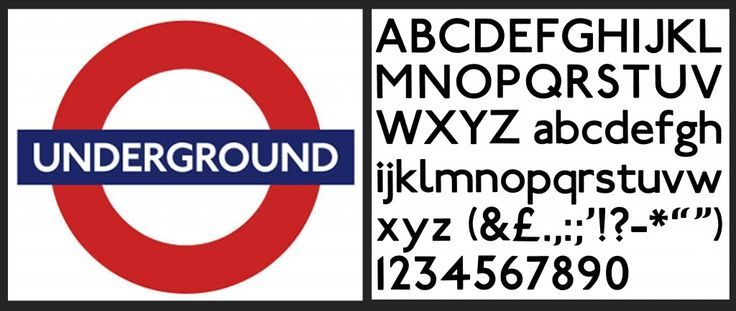 UNDERGROUND
ABCDEFGHIJKL
MNOPQRSTUV
WXYZ abcdefgh
ijklmnopqrstuvw
xyz (&£.,:;’!?-*“”)
1234567890